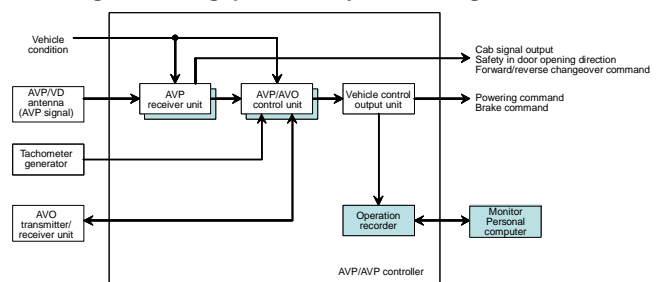 Vehicle
condition
Cab signal output
Safety in door opening direction
Forward/reverse changeover command
AVP/VD
antenna
(AVP signal)
AVP
receiver unit
AVP/AVO
control unit
Vehicle control
output unit
Powering command
Brake command
Tachometer
generator
AVO
transmitter/
receiver unit
Operation
recorder
Monitor
Personal
computer
AVP/AVP controller